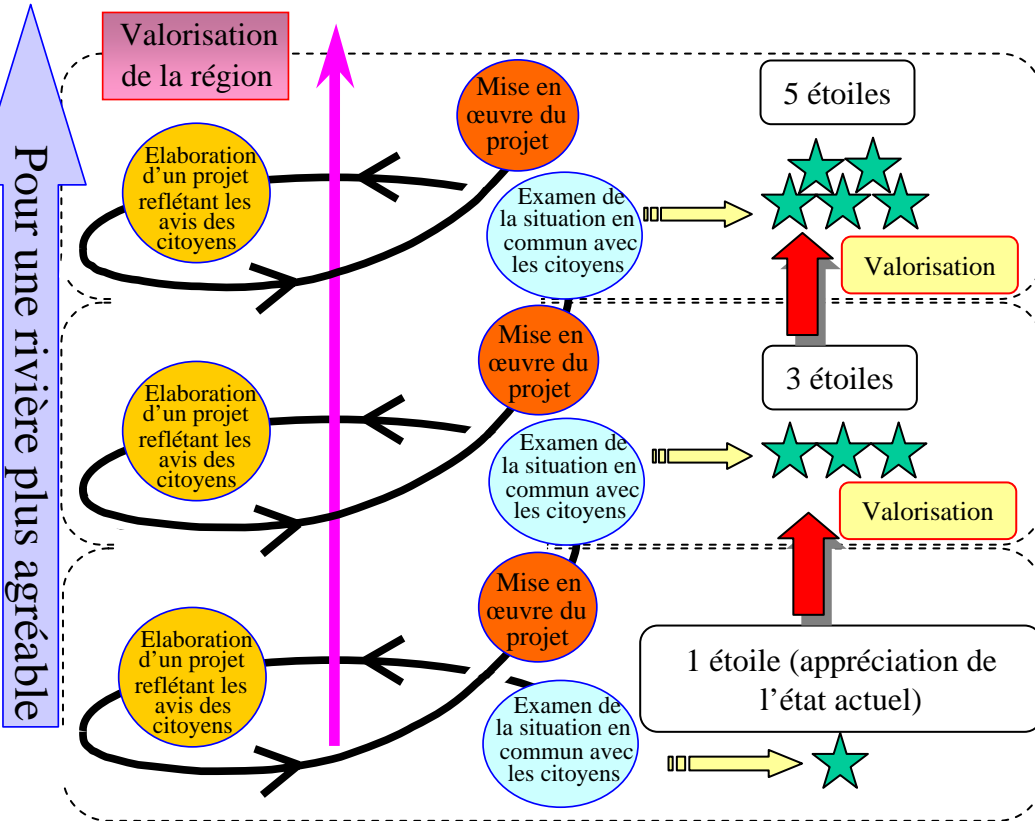 Valorisation
de la région
Pour une rivière plus agréable
Mise en
œuvre du
projet
5 étoiles
Elaboration
d'un projet
reflétant les
avis des
citoyens
Examen de
la situation en
commun avec
les citoyens
Valorisation
Mise en
œuvre du
projet
3 étoiles
Elaboration
d'un projet
reflétant les
avis des
citoyens
Examen de
la situation en
commun avec
les citoyens
Valorisation
Mise en
œuvre du
projet
Elaboration
d'un projet
reflétant les
avis des
citoyens
1 étoile (appréciation de
l'état actuel)
Examen de
la situation en
commun avec
les citoyens